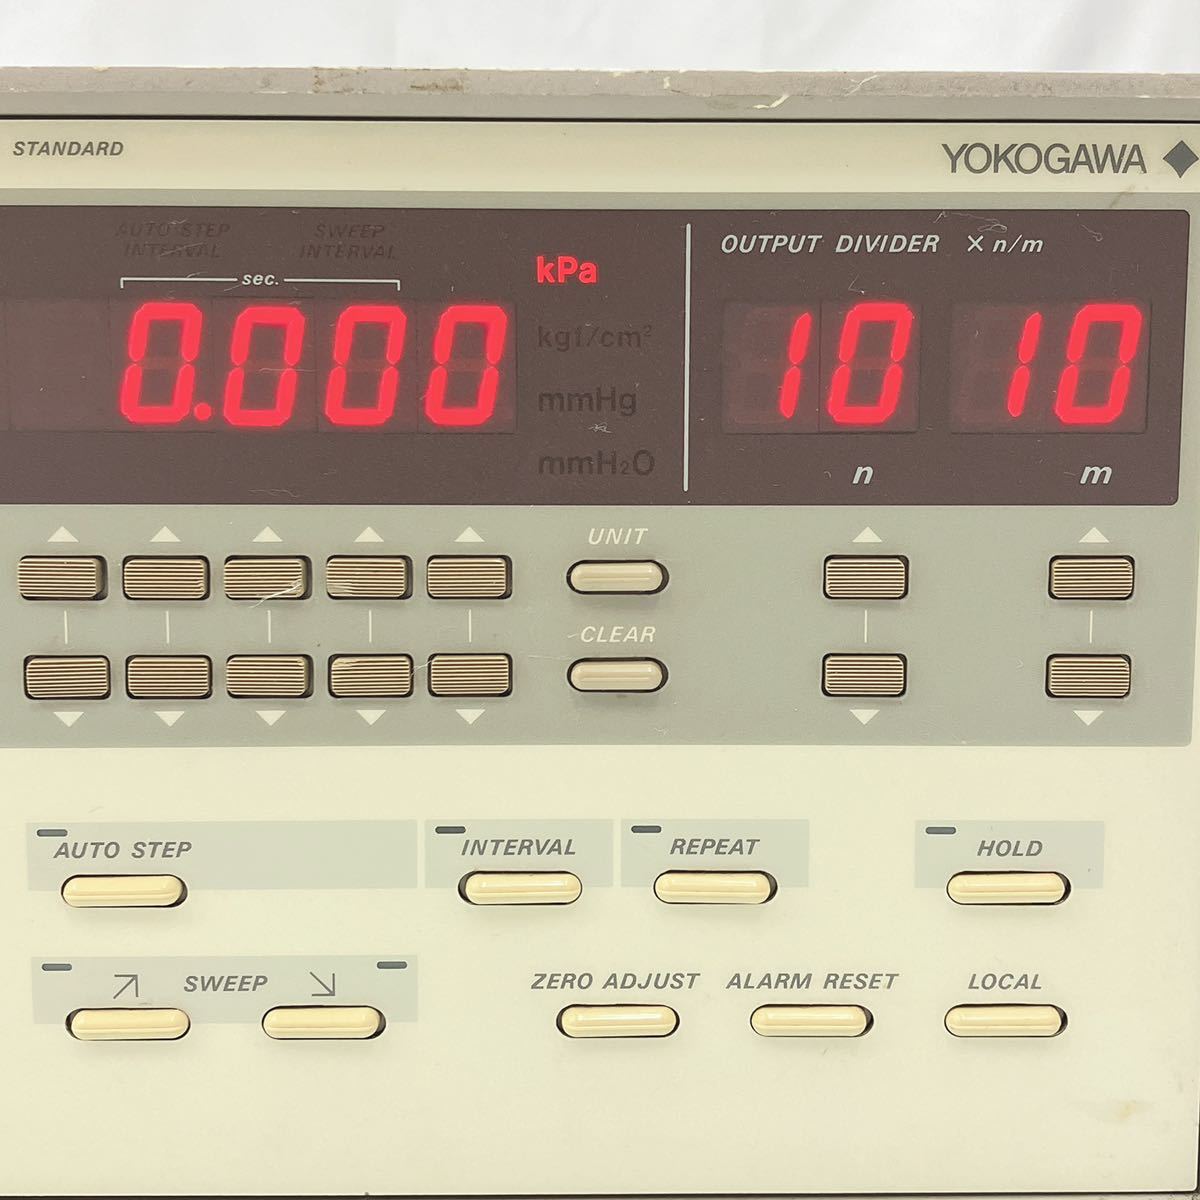 STANDARD
YOKOGAWA
AUTO STEP INTERVAL
SWEEP INTERVAL
sec.
0.000
kPa
kgf/cm²
mmHg
mmH₂O
OUTPUT DIVIDER × n/m
10 10
n m
UNIT
CLEAR
AUTO STEP
INTERVAL
REPEAT
HOLD
SWEEP
ZERO ADJUST
ALARM RESET
LOCAL